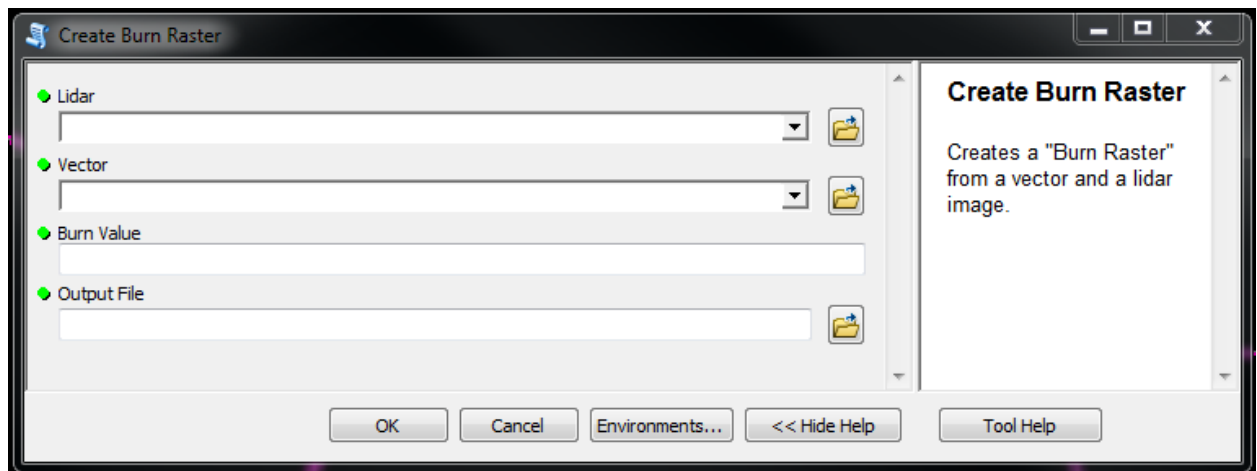 Create Burn Raster
Lidar
Vector
Burn Value
Output File
Create Burn Raster
Creates a "Burn Raster"
from a vector and a lidar
image.
OK
Cancel
Environments...
<< Hide Help
Tool Help